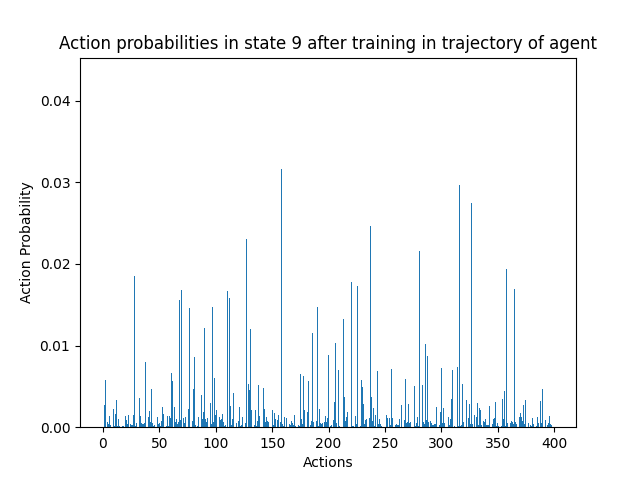 Action probabilities in state 9 after training in trajectory of agent
0.04
0.03
0.02
0.01
0.00
Action Probability
0 50 100 150 200 250 300 350 400
Actions